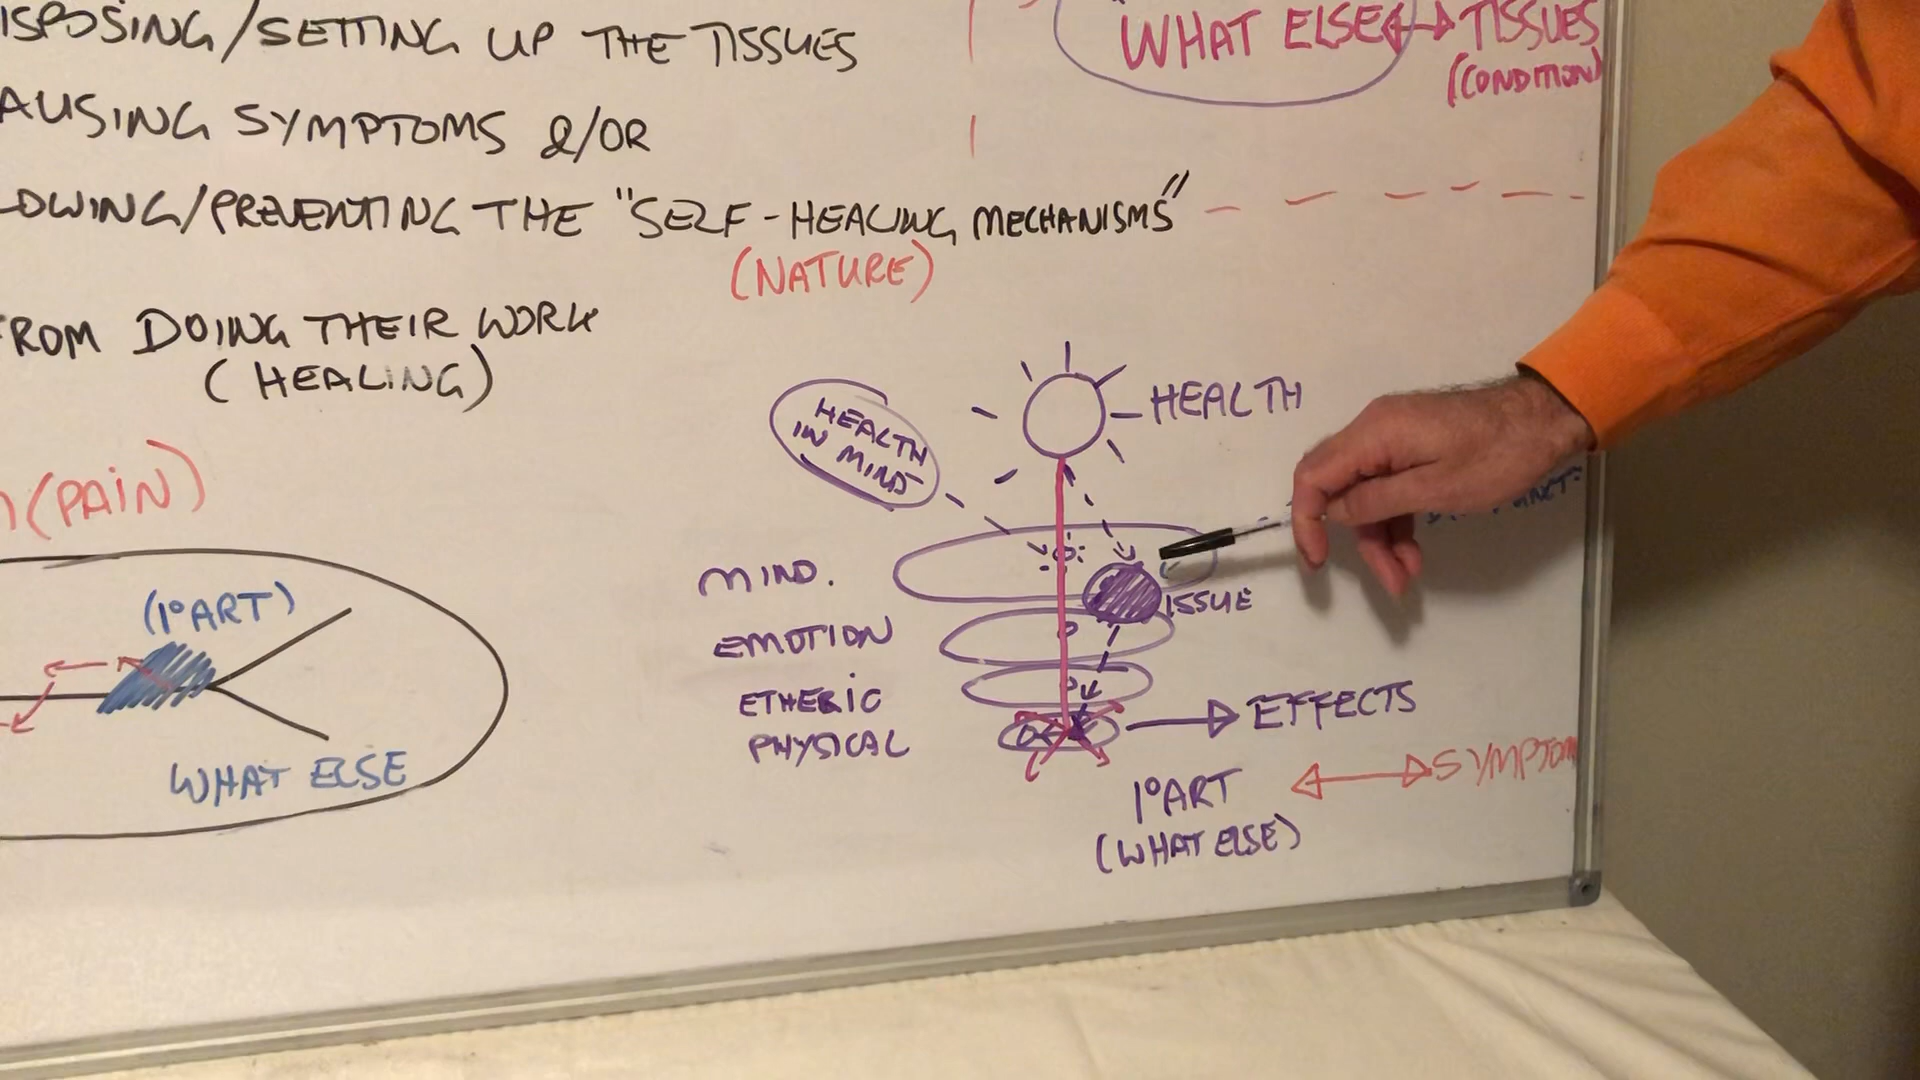 ISPOSING/SETTING UP THE TISSUES
AUSING SYMPTOMS &/OR
LOWING/PREVENTING THE "SELF-HEALING MECHANISMS"
(NATURE)
FROM DOING THEIR WORK
(HEALING)
WHAT ELSE
TISSUES
(CONDITION)
(PAIN)
(1° ART)
WHAT ELSE
HEALTH
IN MIND
HEALTH
MIND.
ISSUE
EMOTION
ETHERIC
PHYSICAL
EFFECTS
1° ART
(WHAT ELSE)
SYMPTOM